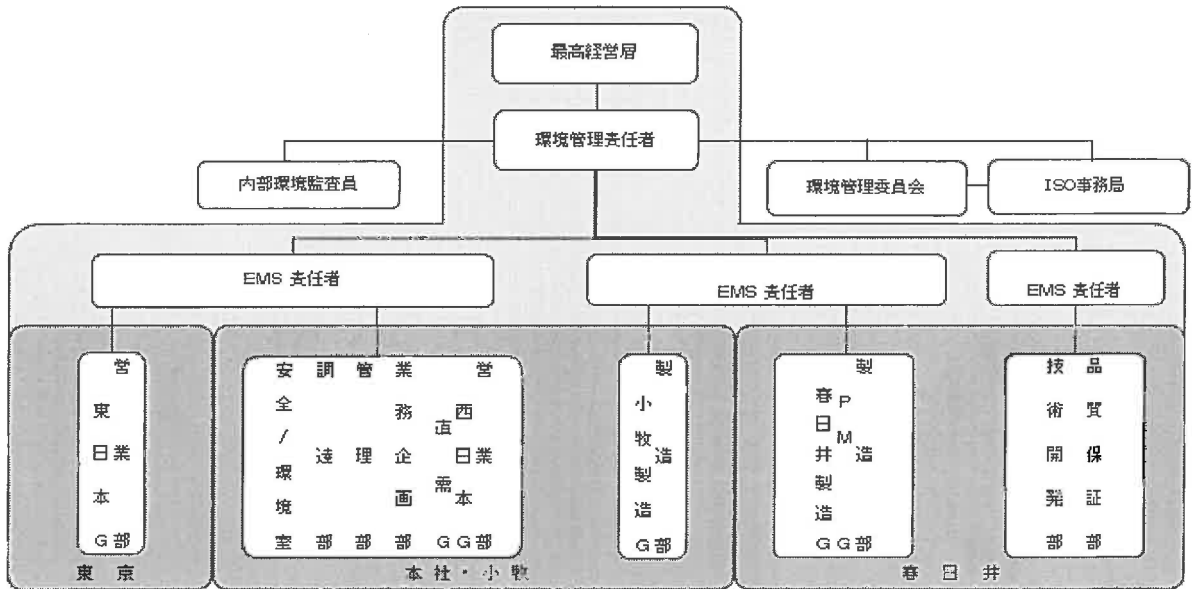 最高経営層
環境管理責任者
内部環境監査員
環境管理委員会
ISO事務局
EMS 責任者
EMS 責任者
EMS 責任者
営業部
東日本G
安全/環境室
調達部
管理部
業務企画部
営業部
西日本G
直需G
製造部
小牧製造G
製造部
PMG
春日井製造G
技術開発部
品質保証部
東京
本社・小牧
春日井